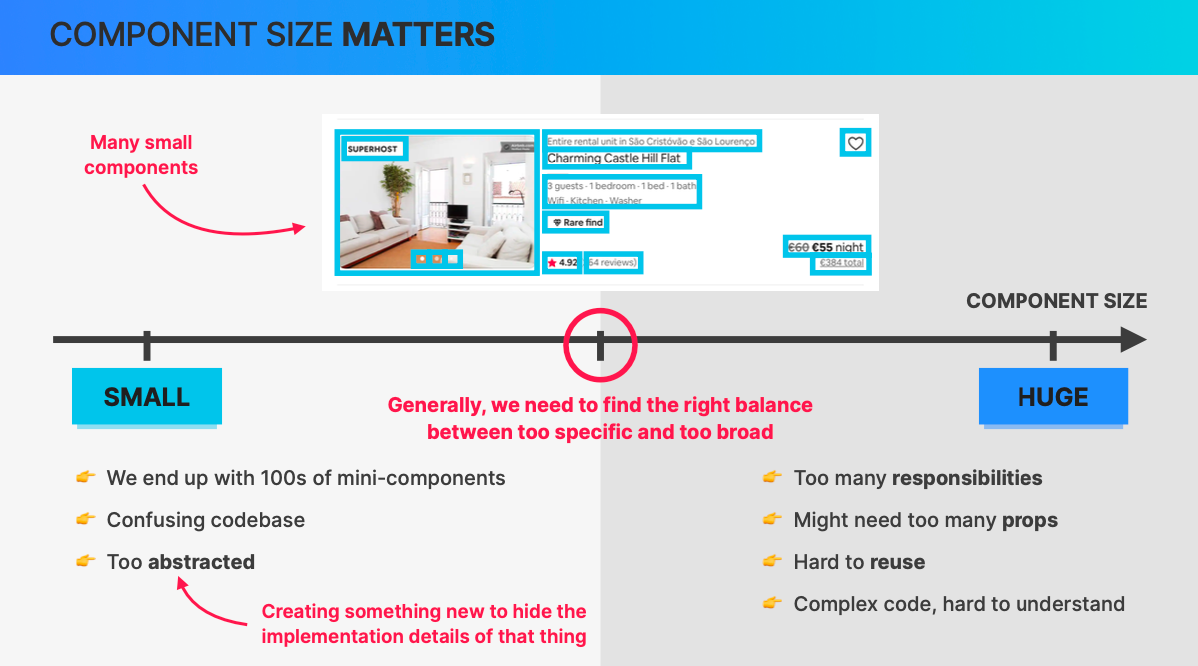 COMPONENT SIZE MATTERS
Many small
components
SUPERHOST
Entire rental unit in São Cristóvão e São Lourenço
Charming Castle Hill Flat
3 guests · 1 bedroom · 1 bed · 1 bath
Wifi · Kitchen · Washer
Rare find
4.92 64 reviews)
€60 €55 night
€384 total
COMPONENT SIZE
SMALL
HUGE
Generally, we need to find the right balance
between too specific and too broad
👉 We end up with 100s of mini-components
👉 Confusing codebase
👉 Too abstracted
Creating something new to hide the
implementation details of that thing
👉 Too many responsibilities
👉 Might need too many props
👉 Hard to reuse
👉 Complex code, hard to understand